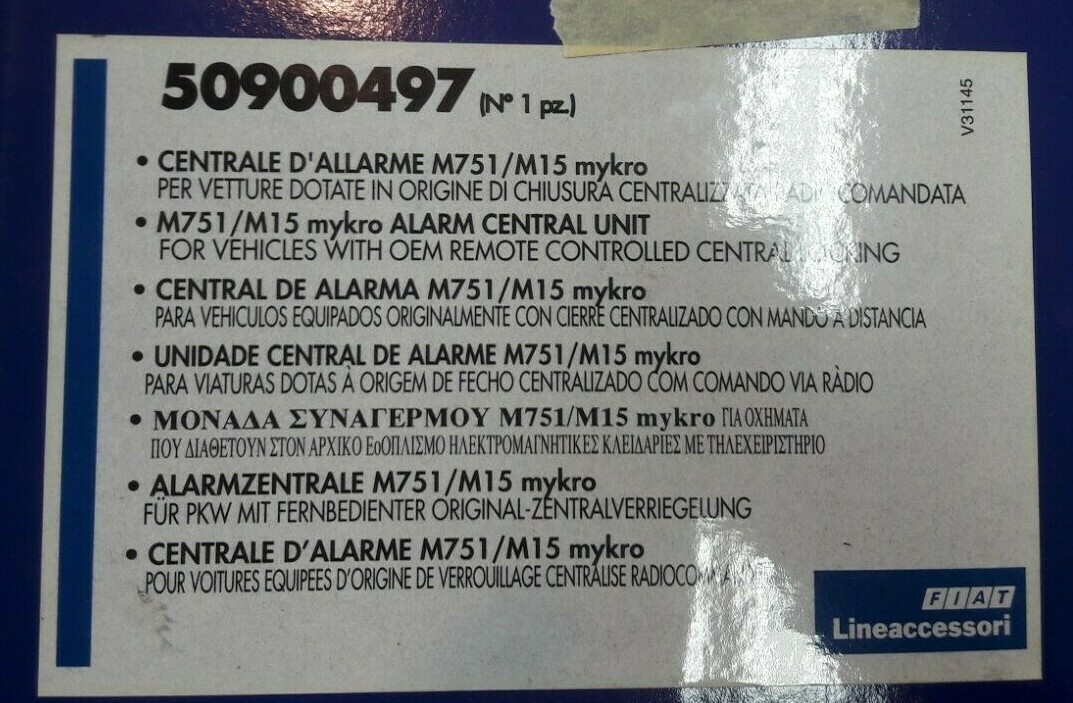 50900497 (N° 1 pz.)
V31145
• CENTRALE D'ALLARME M751/M15 mykro
PER VETTURE DOTATE IN ORIGINE DI CHIUSURA CENTRALIZZATA RADIOCOMANDATA
• M751/M15 mykro ALARM CENTRAL UNIT
FOR VEHICLES WITH OEM REMOTE CONTROLLED CENTRAL LOCKING
• CENTRAL DE ALARMA M751/M15 mykro
PARA VEHICULOS EQUIPADOS ORIGINALMENTE CON CIERRE CENTRALIZADO CON MANDO A DISTANCIA
• UNIDADE CENTRAL DE ALARME M751/M15 mykro
PARA VIATURAS DOTAS À ORIGEM DE FECHO CENTRALIZADO COM COMANDO VIA RÀDIO
• ΜΟΝΑΔΑ ΣΥΝΑΓΕΡΜΟΥ M751/M15 mykro ΓΙΑ ΟΧΗΜΑΤΑ
ΠΟΥ ΔΙΑΘΕΤΟΥΝ ΣΤΟΝ ΑΡΧΙΚΟ ΕοΟΠΛΙΣΜΟ ΗΛΕΚΤΡΟΜΑΓΝΗΤΙΚΕΣ ΚΛΕΙΔΑΡΙΕΣ ΜΕ ΤΗΛΕΧΕΙΡΙΣΤΗΡΙΟ
• ALARMZENTRALE M751/M15 mykro
FÜR PKW MIT FERNBEDIENTER ORIGINAL-ZENTRALVERRIEGELUNG
• CENTRALE D'ALARME M751/M15 mykro
POUR VOITURES EQUIPEES D'ORIGINE DE VERROUILLAGE CENTRALISE
FIAT
Lineaccessori